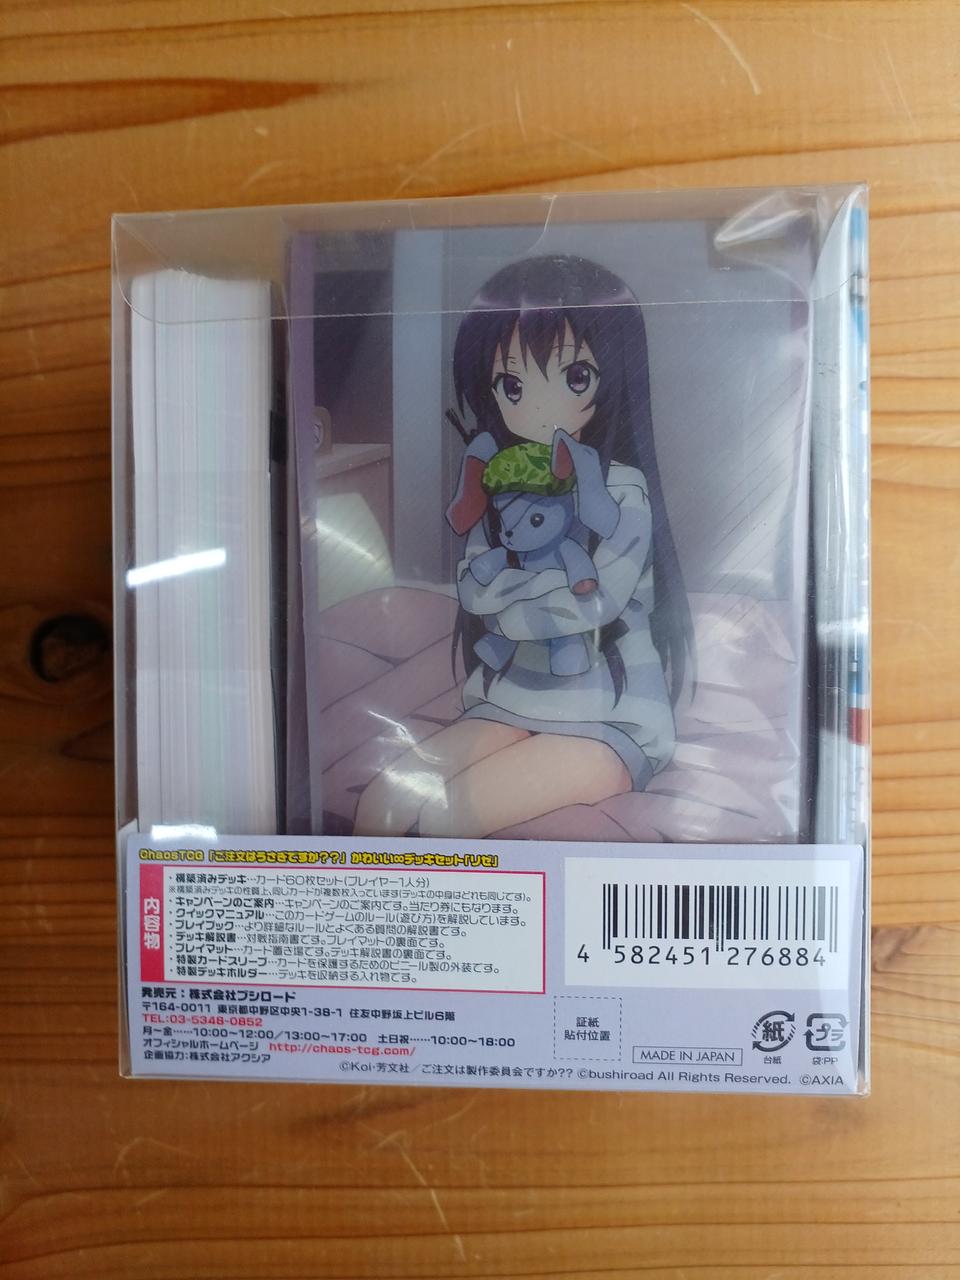 ChaosTCG「ご注文はうさぎですか？？」かわいい∞デッキセット「リゼ」
内容物
・構築済みデッキ…カード60枚セット(プレイヤー1人分)
※構築済みデッキの性質上、同じカードが複数枚入っています(デッキの中身はどれも同じです)。
・キャンペーンのご案内…キャンペーンのご案内です。当たり券にもなります。
・クイックマニュアル…このカードゲームのルール(遊び方)を解説しています。
・プレイブック…より詳細なルールとよくある質問の解説書です。
・デッキ解説書…対戦指南書です。プレイマットの裏面です。
・プレイマット…カード置き場です。デッキ解説書の裏面です。
・特製カードスリーブ…カードを保護するためのビニール製の外装です。
・特製デッキホルダー…デッキを収納する入れ物です。
発売元：株式会社ブシロード
〒164-0011 東京都中野区中央1-38-1 住友中野坂上ビル6階
TEL:03-5348-0852
月～金……10:00～12:00／13:00～17:00 土日祝……10:00～18:00
オフィシャルホームページ http://chaos-tcg.com/
企画協力：株式会社アクシア
4 582451 276884
証紙
貼付位置
MADE IN JAPAN
紙
台紙
プラ
袋:PP
©Koi・芳文社／ご注文は製作委員会ですか？？ ©bushiroad All Rights Reserved. ©AXIA